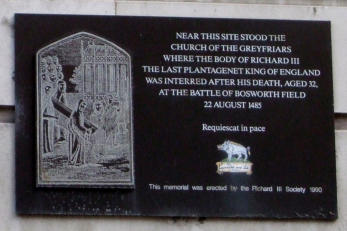 NEAR THIS SITE STOOD THE
CHURCH OF THE GREYFRIARS
WHERE THE BODY OF RICHARD III
THE LAST PLANTAGENET KING OF ENGLAND
WAS INTERRED AFTER HIS DEATH, AGED 32,
AT THE BATTLE OF BOSWORTH FIELD
22 AUGUST 1485
Requiescat in pace
This memorial was erected by the Richard III Society 1990